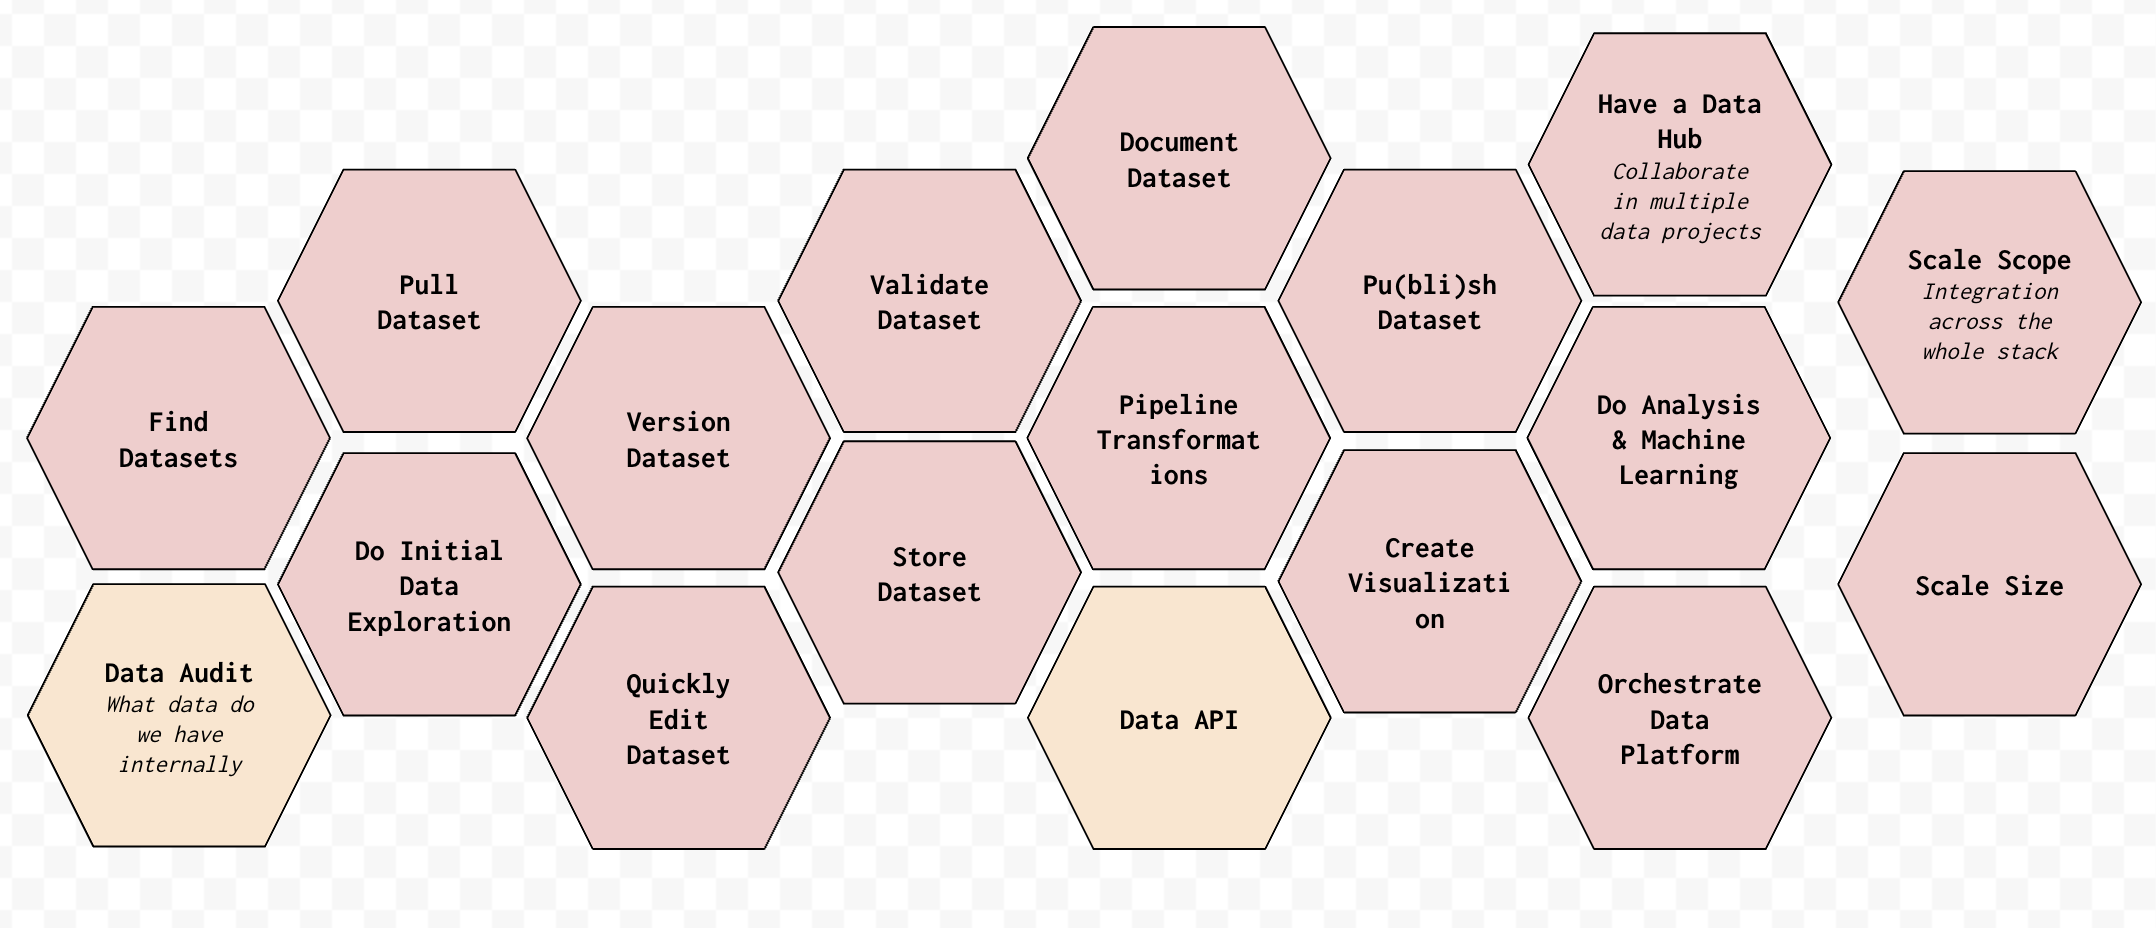 Document
Dataset
Have a Data
Hub
Collaborate
in multiple
data projects
Pull
Dataset
Validate
Dataset
Pu(bli)sh
Dataset
Scale Scope
Integration
across the
whole stack
Find
Datasets
Version
Dataset
Pipeline
Transformat
ions
Do Analysis
& Machine
Learning
Do Initial
Data
Exploration
Store
Dataset
Create
Visualizati
on
Scale Size
Data Audit
What data do
we have
internally
Quickly
Edit
Dataset
Data API
Orchestrate
Data
Platform